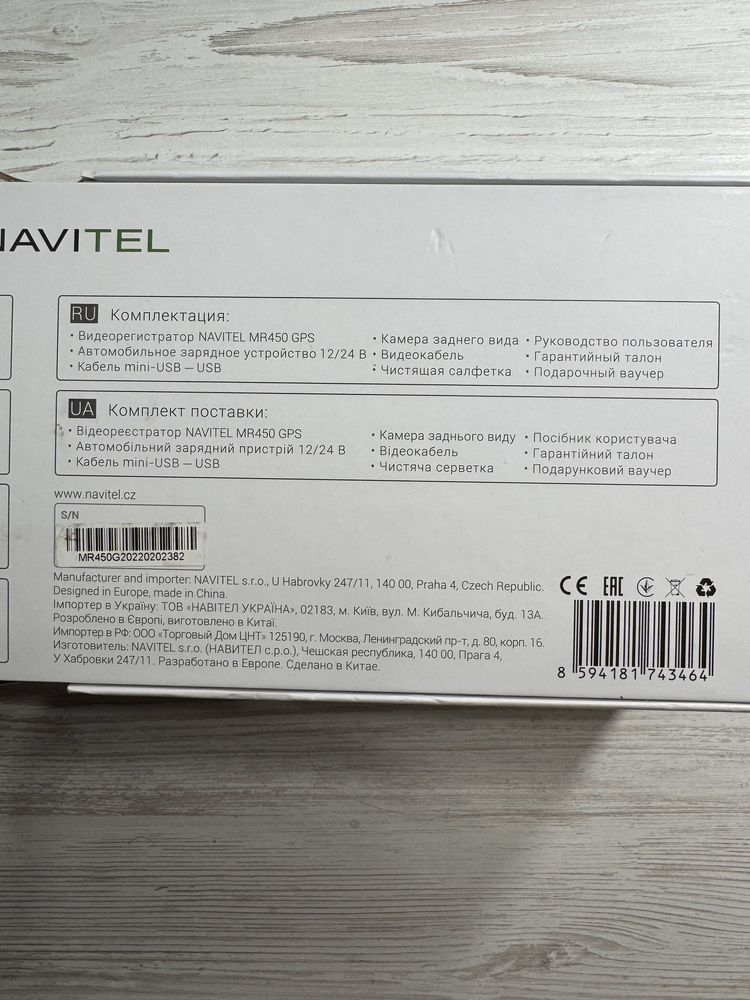 NAVITEL
RU Комплектация:
• Видеорегистратор NAVITEL MR450 GPS
• Автомобильное зарядное устройство 12/24 В
• Кабель mini-USB — USB
• Камера заднего вида
• Видеокабель
• Чистящая салфетка
• Руководство пользователя
• Гарантийный талон
• Подарочный ваучер
UA Комплект поставки:
• Відеореєстратор NAVITEL MR450 GPS
• Автомобільний зарядний пристрій 12/24 В
• Кабель mini-USB — USB
• Камера заднього виду
• Відеокабель
• Чистяча серветка
• Посібник користувача
• Гарантійний талон
• Подарунковий ваучер
www.navitel.cz
S/N
MR450G20220202382
Manufacturer and importer: NAVITEL s.r.o., U Habrovky 247/11, 140 00, Praha 4, Czech Republic.
Designed in Europe, made in China.
Імпортер в Україну: ТОВ «НАВІТЕЛ УКРАЇНА», 02183, м. Київ, вул. М. Кибальчича, буд. 13А.
Розроблено в Європі, виготовлено в Китаї.
Импортер в РФ: ООО «Торговый Дом ЦНТ» 125190, г. Москва, Ленинградский пр-т, д. 80, корп. 16.
Изготовитель: NAVITEL s.r.o. (НАВИТЕЛ с.р.о.), Чешская республика, 140 00, Прага 4,
У Хабровки 247/11. Разработано в Европе. Сделано в Китае.
CE EAC
8 594181 743464